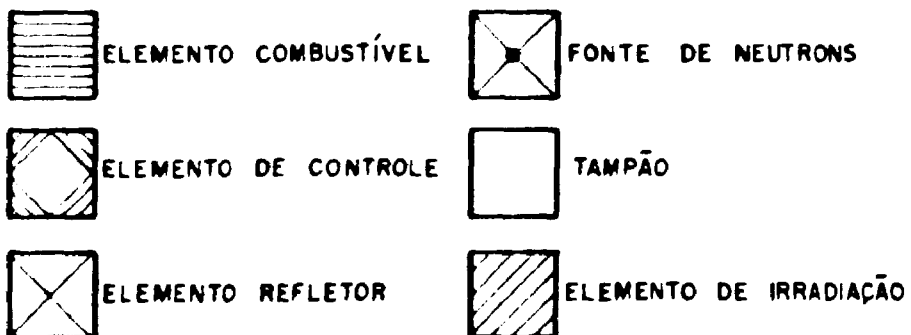 ELEMENTO COMBUSTÍVEL
FONTE DE NEUTRONS
ELEMENTO DE CONTROLE
TAMPÃO
ELEMENTO REFLETOR
ELEMENTO DE IRRADIAÇÃO